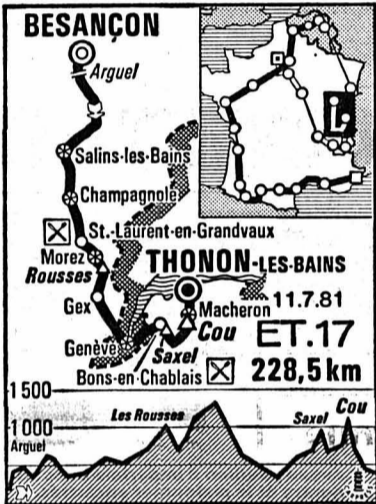 BESANÇON
Arguel
Salins-les-Bains
Champagnole
St.-Laurent-en-Grandvaux
Morez
Rousses
THONON-LES-BAINS
Gex
Macheron
11.7.81
Cou
ET.17
Genève
Saxel
Bons-en-Chablais
228,5 km
1 500
Les Rousses
Saxel
Cou
1 000
Arguel